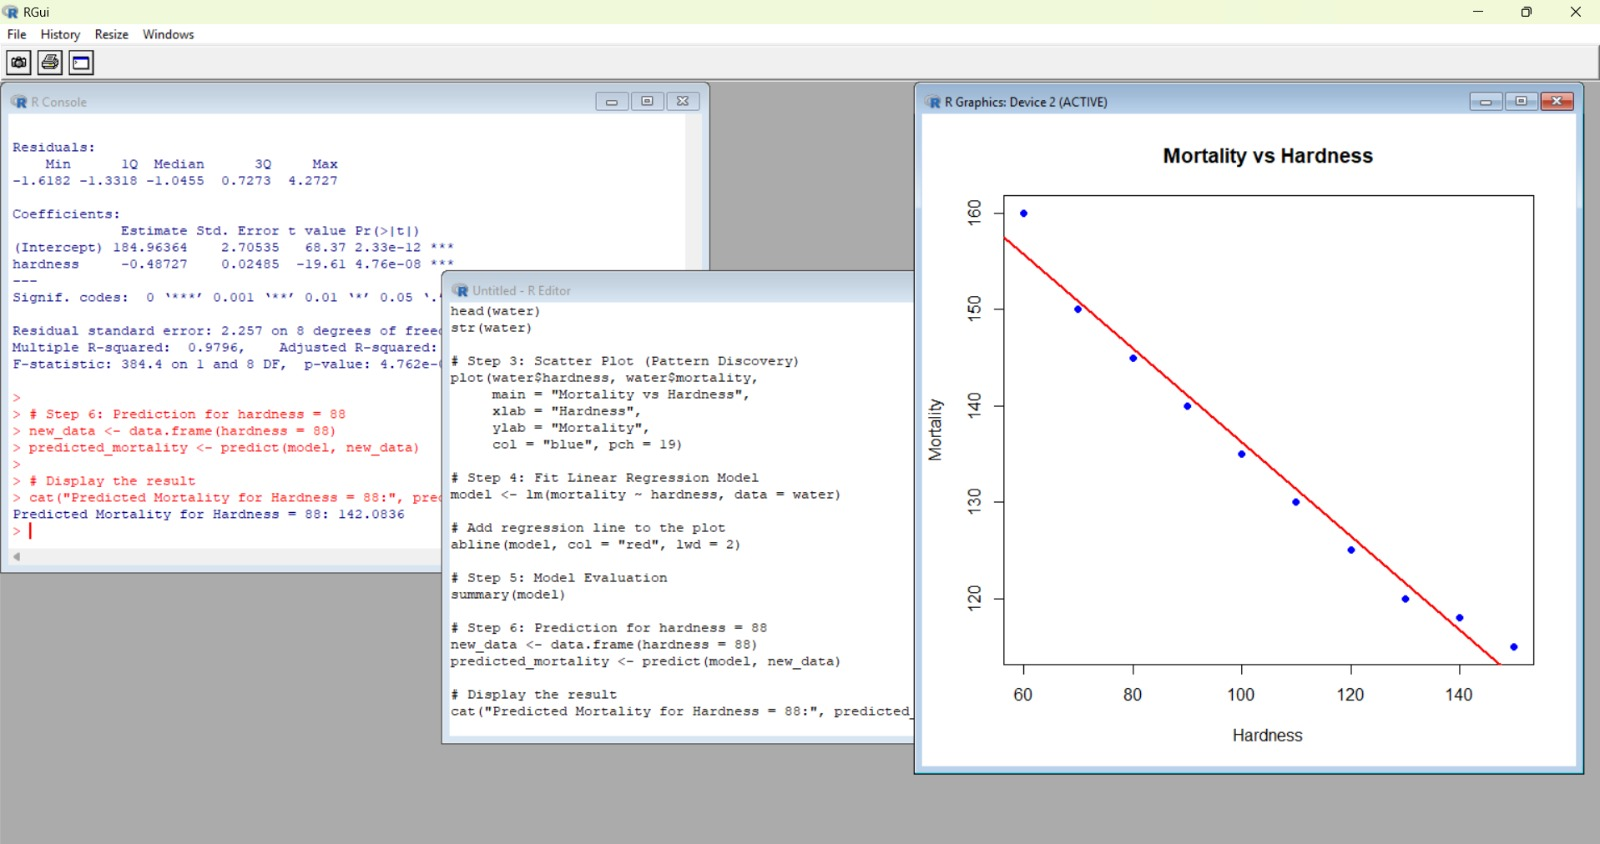 RGui
File History Resize Windows
R Console
Residuals:
Min 1Q Median 3Q Max
-1.6182 -1.3318 -1.0455 0.7273 4.2727
Coefficients:
Estimate Std. Error t value Pr(>|t|)
(Intercept) 184.96364 2.70535 68.37 2.33e-12 ***
hardness -0.48727 0.02485 -19.61 4.76e-08 ***
---
Signif. codes: 0 ‘***’ 0.001 ‘**’ 0.01 ‘*’ 0.05 ‘.
Residual standard error: 2.257 on 8 degrees of free
Multiple R-squared: 0.9796, Adjusted R-squared:
F-statistic: 384.4 on 1 and 8 DF, p-value: 4.762e-
>
> # Step 6: Prediction for hardness = 88
> new_data <- data.frame(hardness = 88)
> predicted_mortality <- predict(model, new_data)
>
> # Display the result
> cat("Predicted Mortality for Hardness = 88:", pre
Predicted Mortality for Hardness = 88: 142.0836
>
Untitled - R Editor
head(water)
str(water)
# Step 3: Scatter Plot (Pattern Discovery)
plot(water$hardness, water$mortality,
main = "Mortality vs Hardness",
xlab = "Hardness",
ylab = "Mortality",
col = "blue", pch = 19)
# Step 4: Fit Linear Regression Model
model <- lm(mortality ~ hardness, data = water)
# Add regression line to the plot
abline(model, col = "red", lwd = 2)
# Step 5: Model Evaluation
summary(model)
# Step 6: Prediction for hardness = 88
new_data <- data.frame(hardness = 88)
predicted_mortality <- predict(model, new_data)
# Display the result
cat("Predicted Mortality for Hardness = 88:", predicted_
R Graphics: Device 2 (ACTIVE)
Mortality vs Hardness
Mortality
160
150
140
130
120
60 80 100 120 140
Hardness